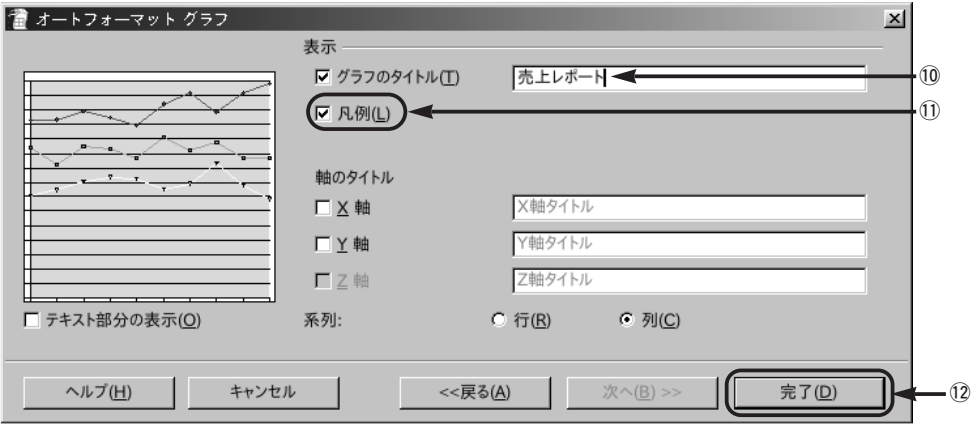 オートフォーマット グラフ
表示
グラフのタイトル(T) 売上レポート ⑩
凡例(L) ⑪
軸のタイトル
X 軸 X軸タイトル
Y 軸 Y軸タイトル
Z 軸 Z軸タイトル
テキスト部分の表示(O) 系列: 行(R) 列(C)
ヘルプ(H) キャンセル <<戻る(A) 次へ(B) >> 完了(D) ⑫